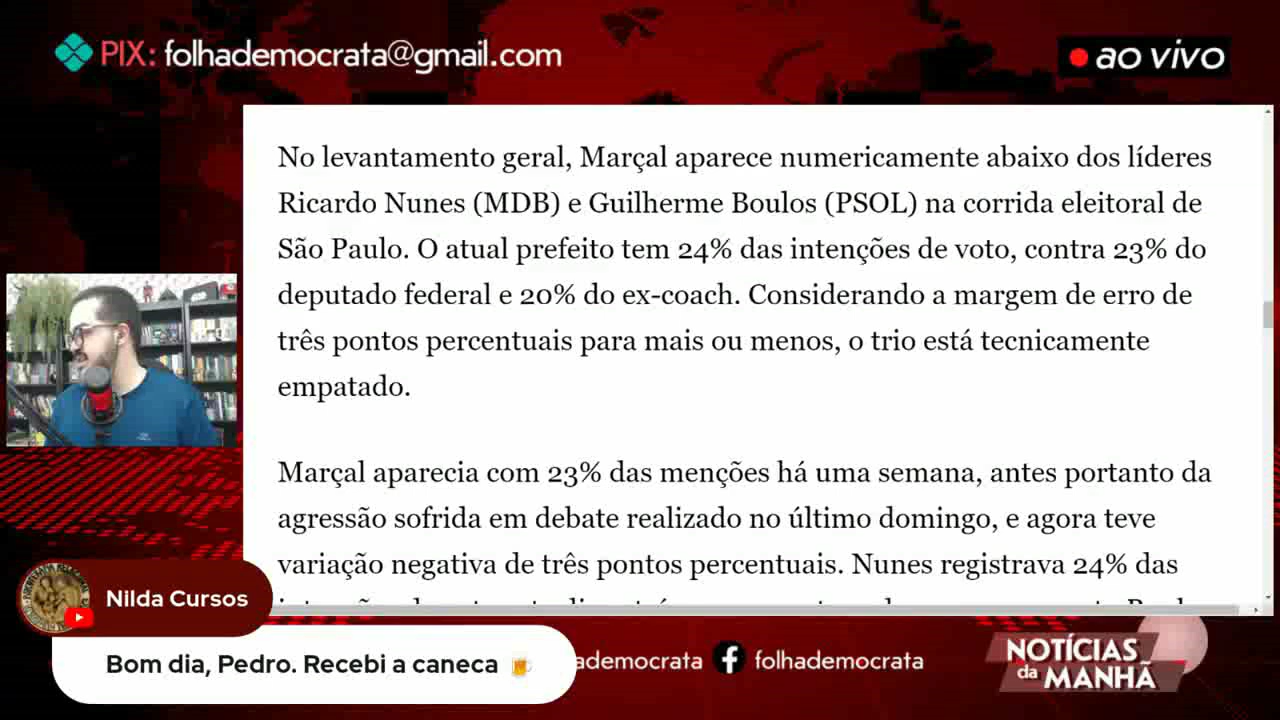 PIX: folhademocrata@gmail.com
AO VIVO
No levantamento geral, Marçal aparece numericamente abaixo dos líderes
Ricardo Nunes (MDB) e Guilherme Boulos (PSOL) na corrida eleitoral de
São Paulo. O atual prefeito tem 24% das intenções de voto, contra 23% do
deputado federal e 20% do ex-coach. Considerando a margem de erro de
três pontos percentuais para mais ou menos, o trio está tecnicamente
empatado.
Marçal aparecia com 23% das menções há uma semana, antes portanto da
agressão sofrida em debate realizado no último domingo, e agora teve
variação negativa de três pontos percentuais. Nunes registrava 24% das
Nilda Cursos
Bom dia, Pedro. Recebi a caneca 🍺
ademocrata
folhademocrata
NOTÍCIAS
da MANHÃ